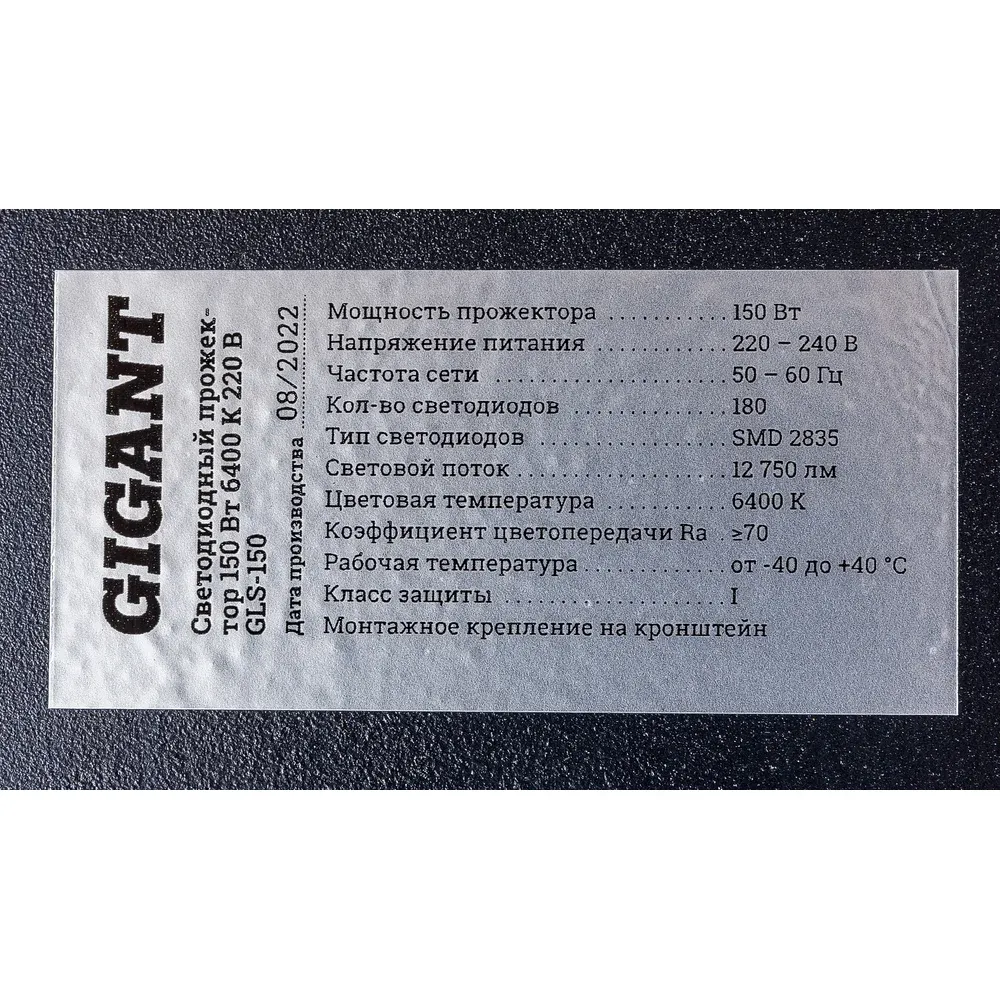 GIGANT
Светодиодный прожек-
тор 150 Вт 6400 К 220 В
GLS-150
Дата производства 08/2022
Мощность прожектора ........... 150 Вт
Напряжение питания ............ 220 – 240 В
Частота сети ...................... 50 – 60 Гц
Кол-во светодиодов .............. 180
Тип светодиодов .................. SMD 2835
Световой поток .................... 12 750 лм
Цветовая температура ........... 6400 К
Коэффициент цветопередачи Ra . ≥70
Рабочая температура ............. от -40 до +40 °С
Класс защиты ..................... I
Монтажное крепление на кронштейн